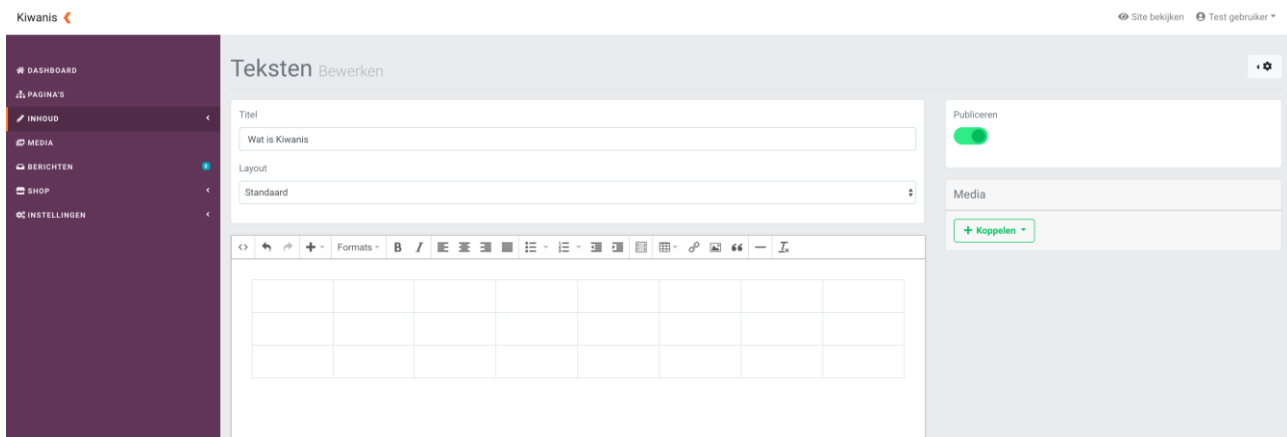 Kiwanis
Site bekijken
Test gebruiker
DASHBOARD
PAGINA'S
INHOUD
MEDIA
BERICHTEN
SHOP
INSTELLINGEN
Teksten Bewerken
Titel
Wat is Kiwanis
Layout
Standaard
Formats
B I
Publiceren
Media
+ Koppelen